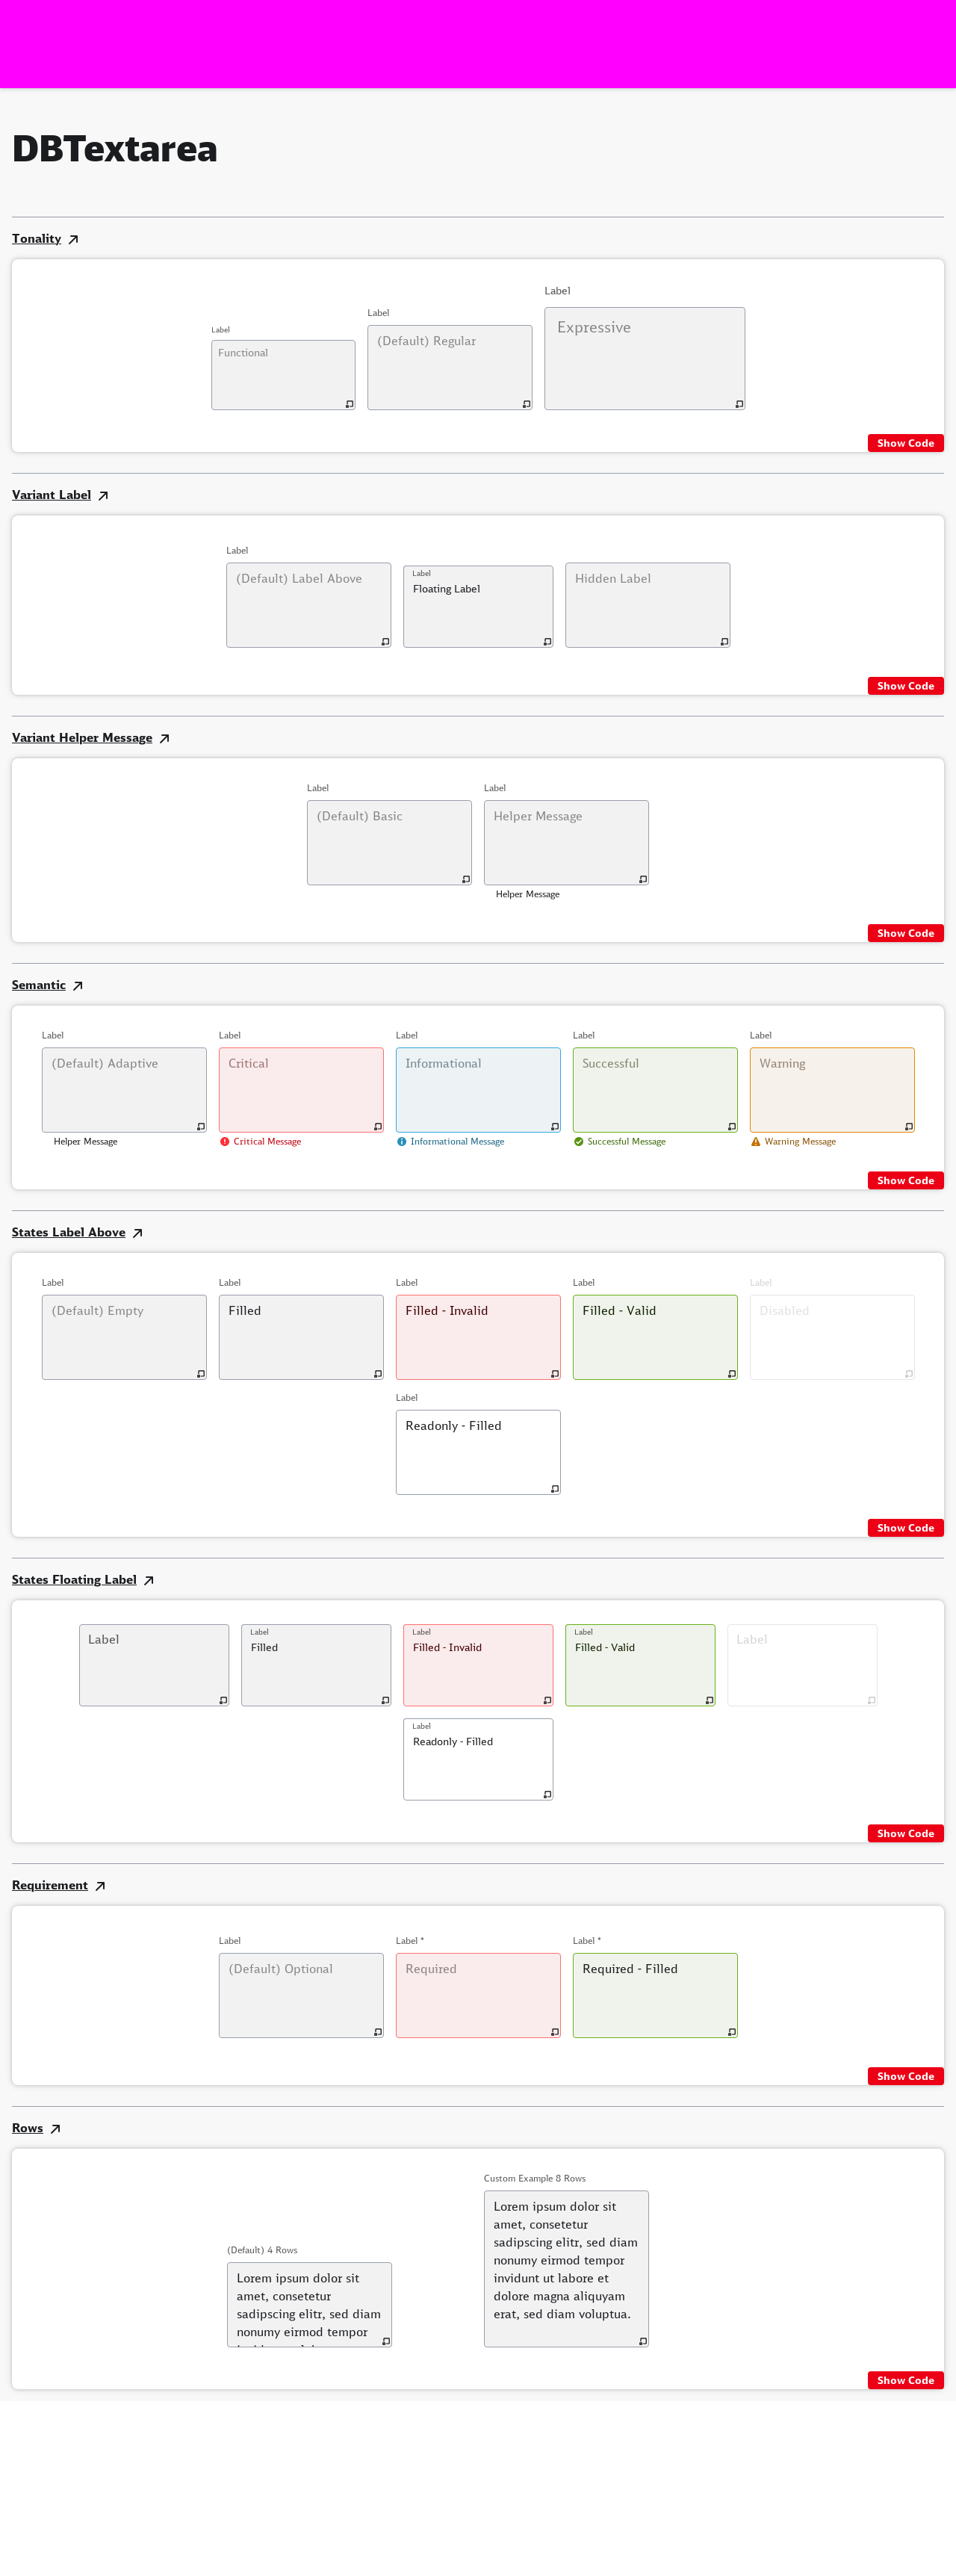 DBTextarea
Tonality
Label
Functional
Label
(Default) Regular
Label
Expressive
Show Code
Variant Label
Label
(Default) Label Above
Label
Floating Label
Hidden Label
Show Code
Variant Helper Message
Label
(Default) Basic
Label
Helper Message
Helper Message
Show Code
Semantic
Label
(Default) Adaptive
Helper Message
Label
Critical
Critical Message
Label
Informational
Informational Message
Label
Successful
Successful Message
Label
Warning
Warning Message
Show Code
States Label Above
Label
(Default) Empty
Label
Filled
Label
Filled - Invalid
Label
Filled - Valid
Label
Disabled
Label
Readonly - Filled
Show Code
States Floating Label
Label
Label
Filled
Label
Filled - Invalid
Label
Filled - Valid
Label
Label
Readonly - Filled
Show Code
Requirement
Label
(Default) Optional
Label *
Required
Label *
Required - Filled
Show Code
Rows
(Default) 4 Rows
Lorem ipsum dolor sit
amet, consetetur
sadipscing elitr, sed diam
nonumy eirmod tempor
Custom Example 8 Rows
Lorem ipsum dolor sit
amet, consetetur
sadipscing elitr, sed diam
nonumy eirmod tempor
invidunt ut labore et
dolore magna aliquyam
erat, sed diam voluptua.
Show Code